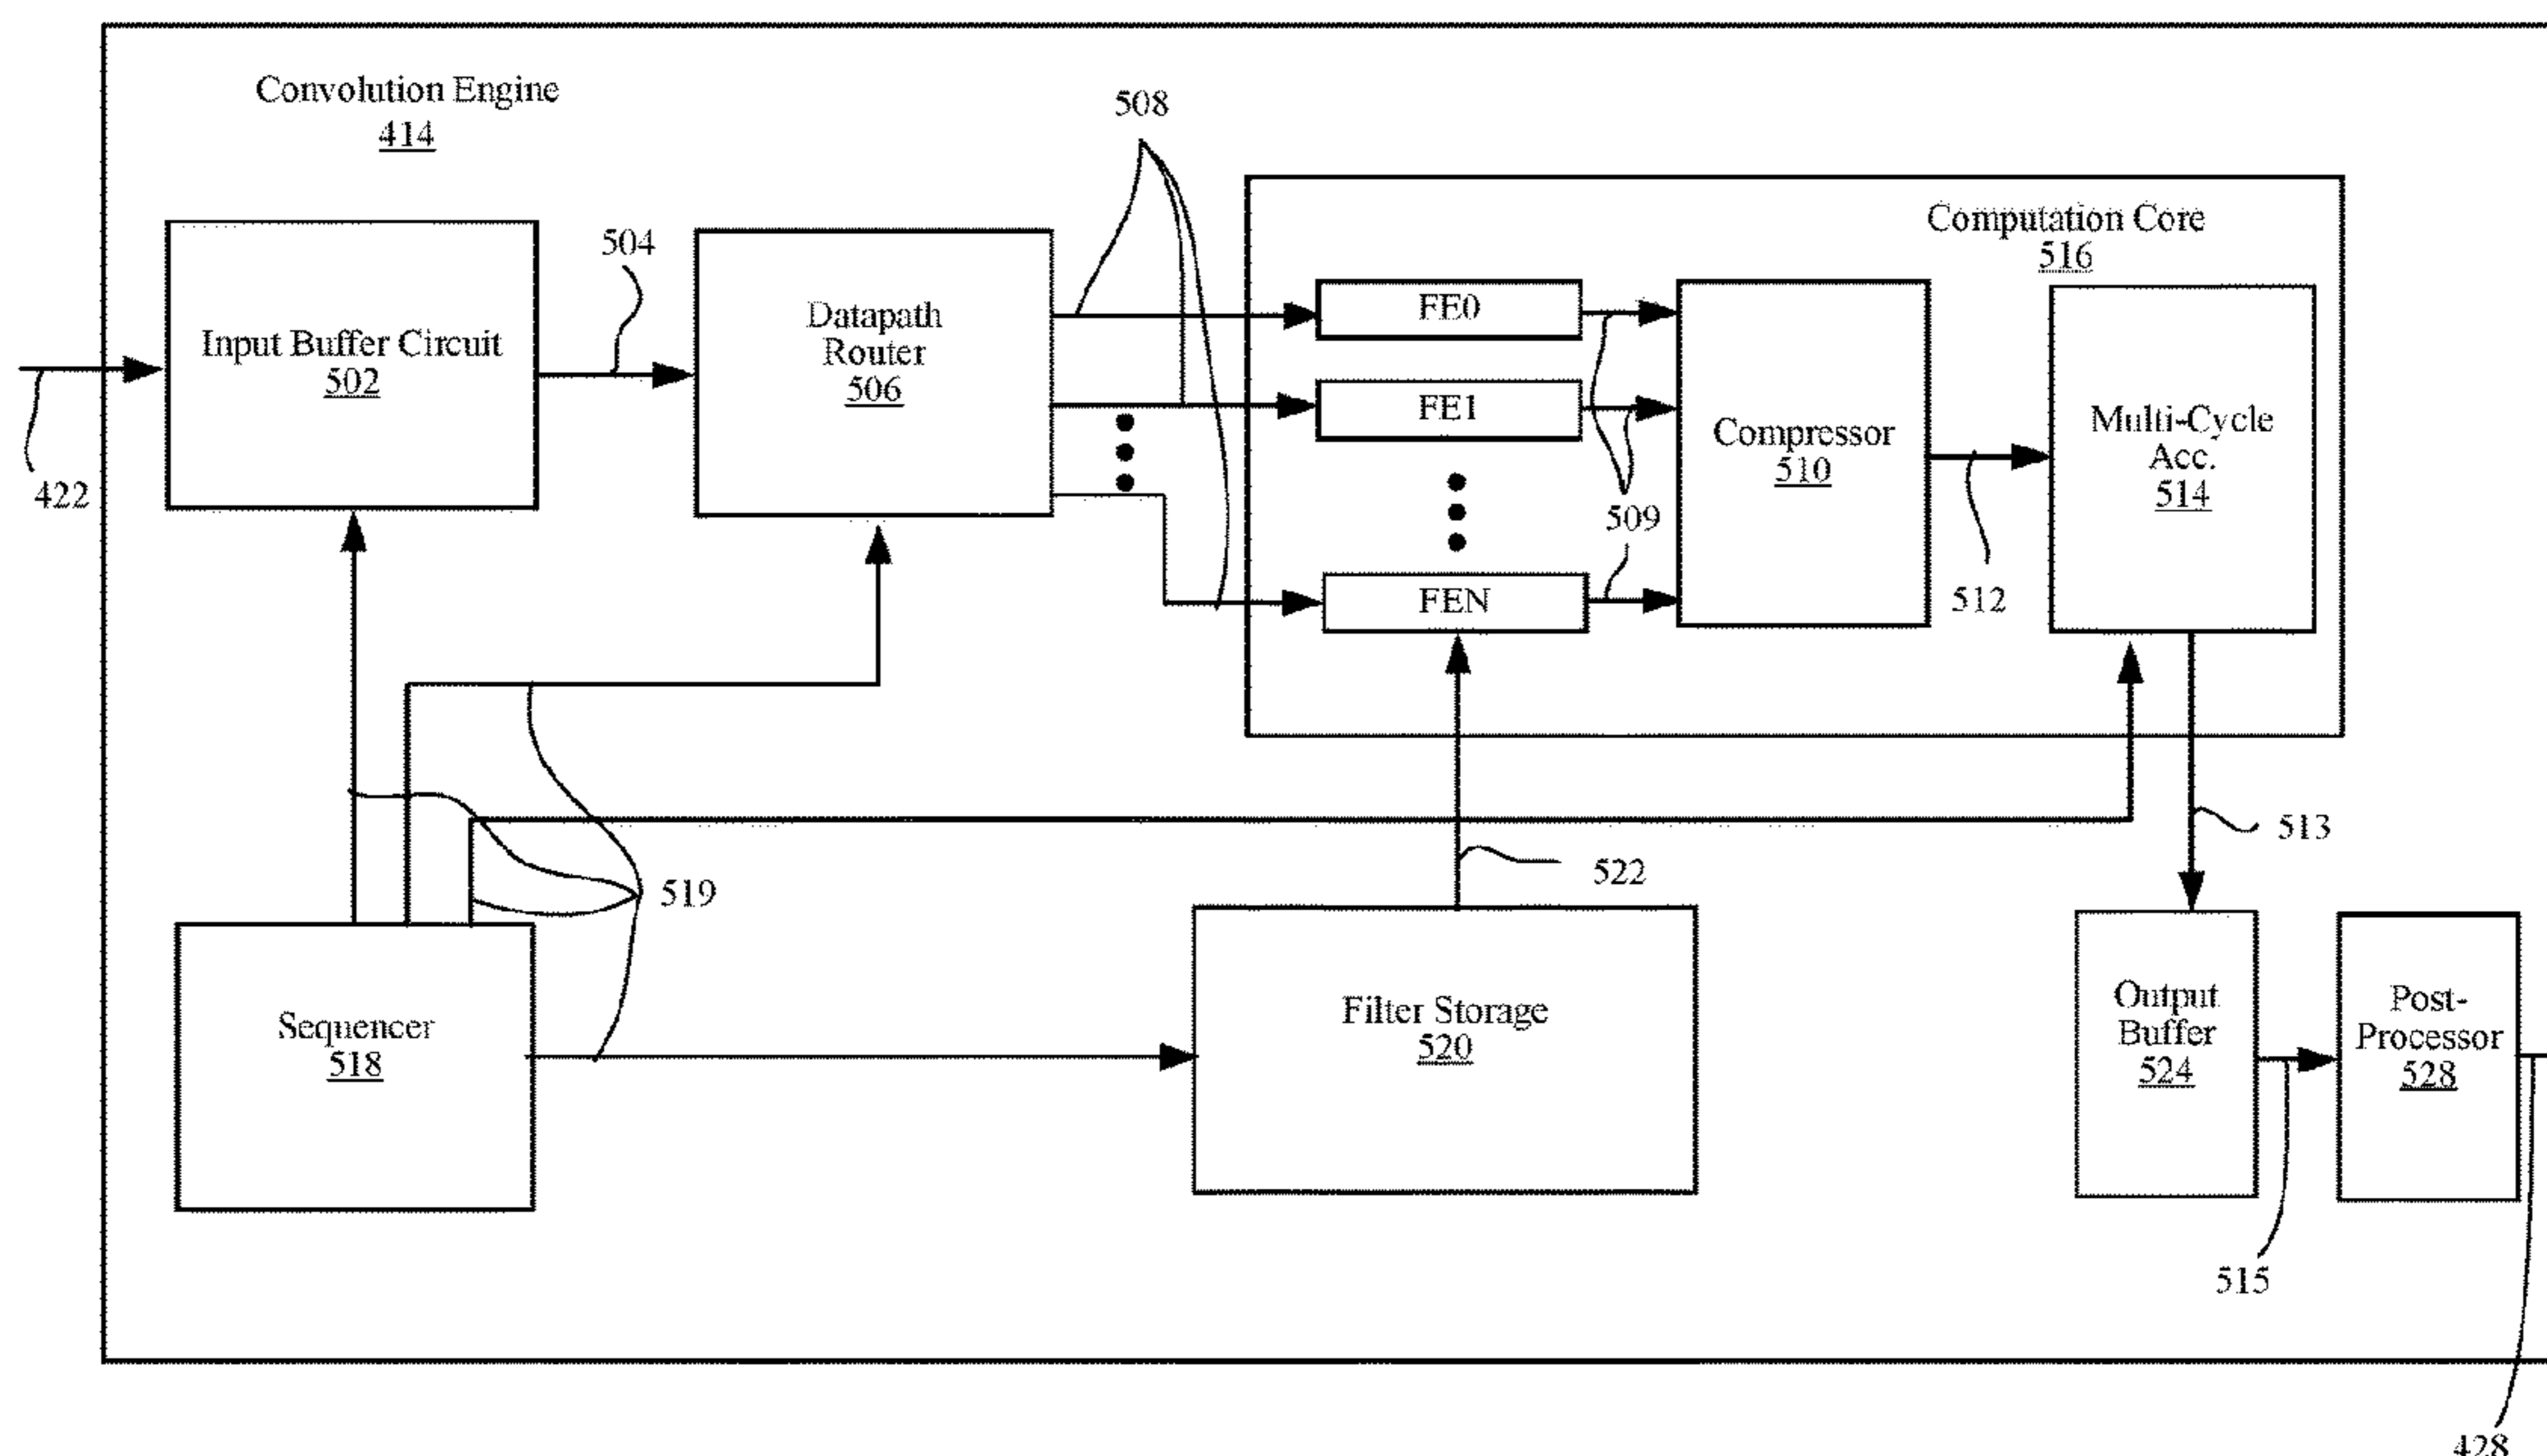 Convolution Engine
414
508
Computation Core
516
504
Input Buffer Circuit
502
Datapath
Router
506
FE0
FE1
FEN
509
Compressor
510
512
Multi-Cycle
Acc.
514
422
519
522
513
Sequencer
518
Filter Storage
520
Output
Buffer
524
Post-
Processor
528
515
428